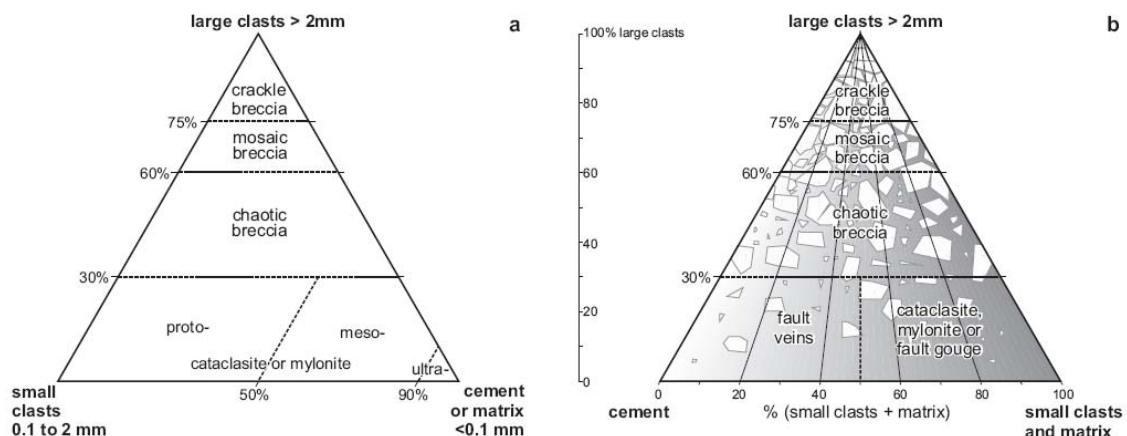 large clasts > 2mm
a
crackle
breccia
75%
mosaic
breccia
60%
chaotic
breccia
30%
proto-
meso-
cataclasite or mylonite
ultra-
small
clasts
0.1 to 2 mm
50%
90%
cement
or matrix
<0.1 mm
large clasts > 2mm
b
100% large clasts
80
60
40
20
0
crackle
breccia
75%
mosaic
breccia
60%
chaotic
breccia
30%
fault
veins
cataclasite,
mylonite or
fault gouge
0 20 40 60 80 100
cement
% (small clasts + matrix)
small clasts
and matrix